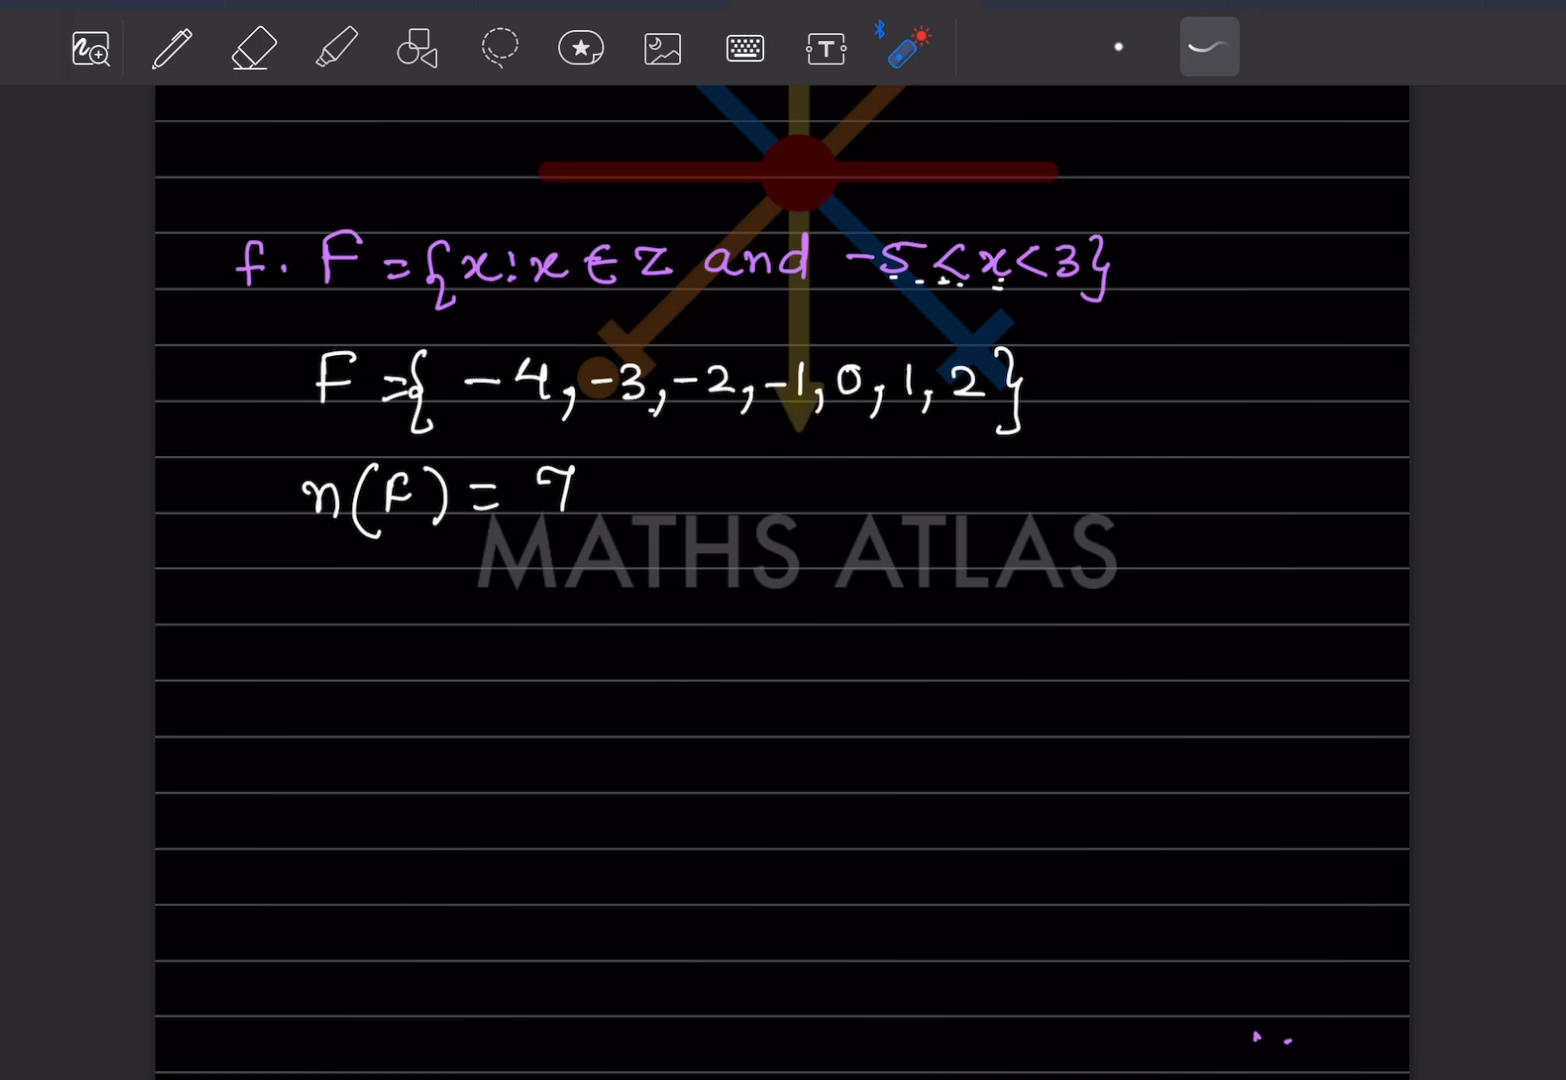 f. F = {x : x ∈ Z and -5 < x < 3}
F = { -4, -3, -2, -1, 0, 1, 2 }
n(F) = 7
MATHS ATLAS